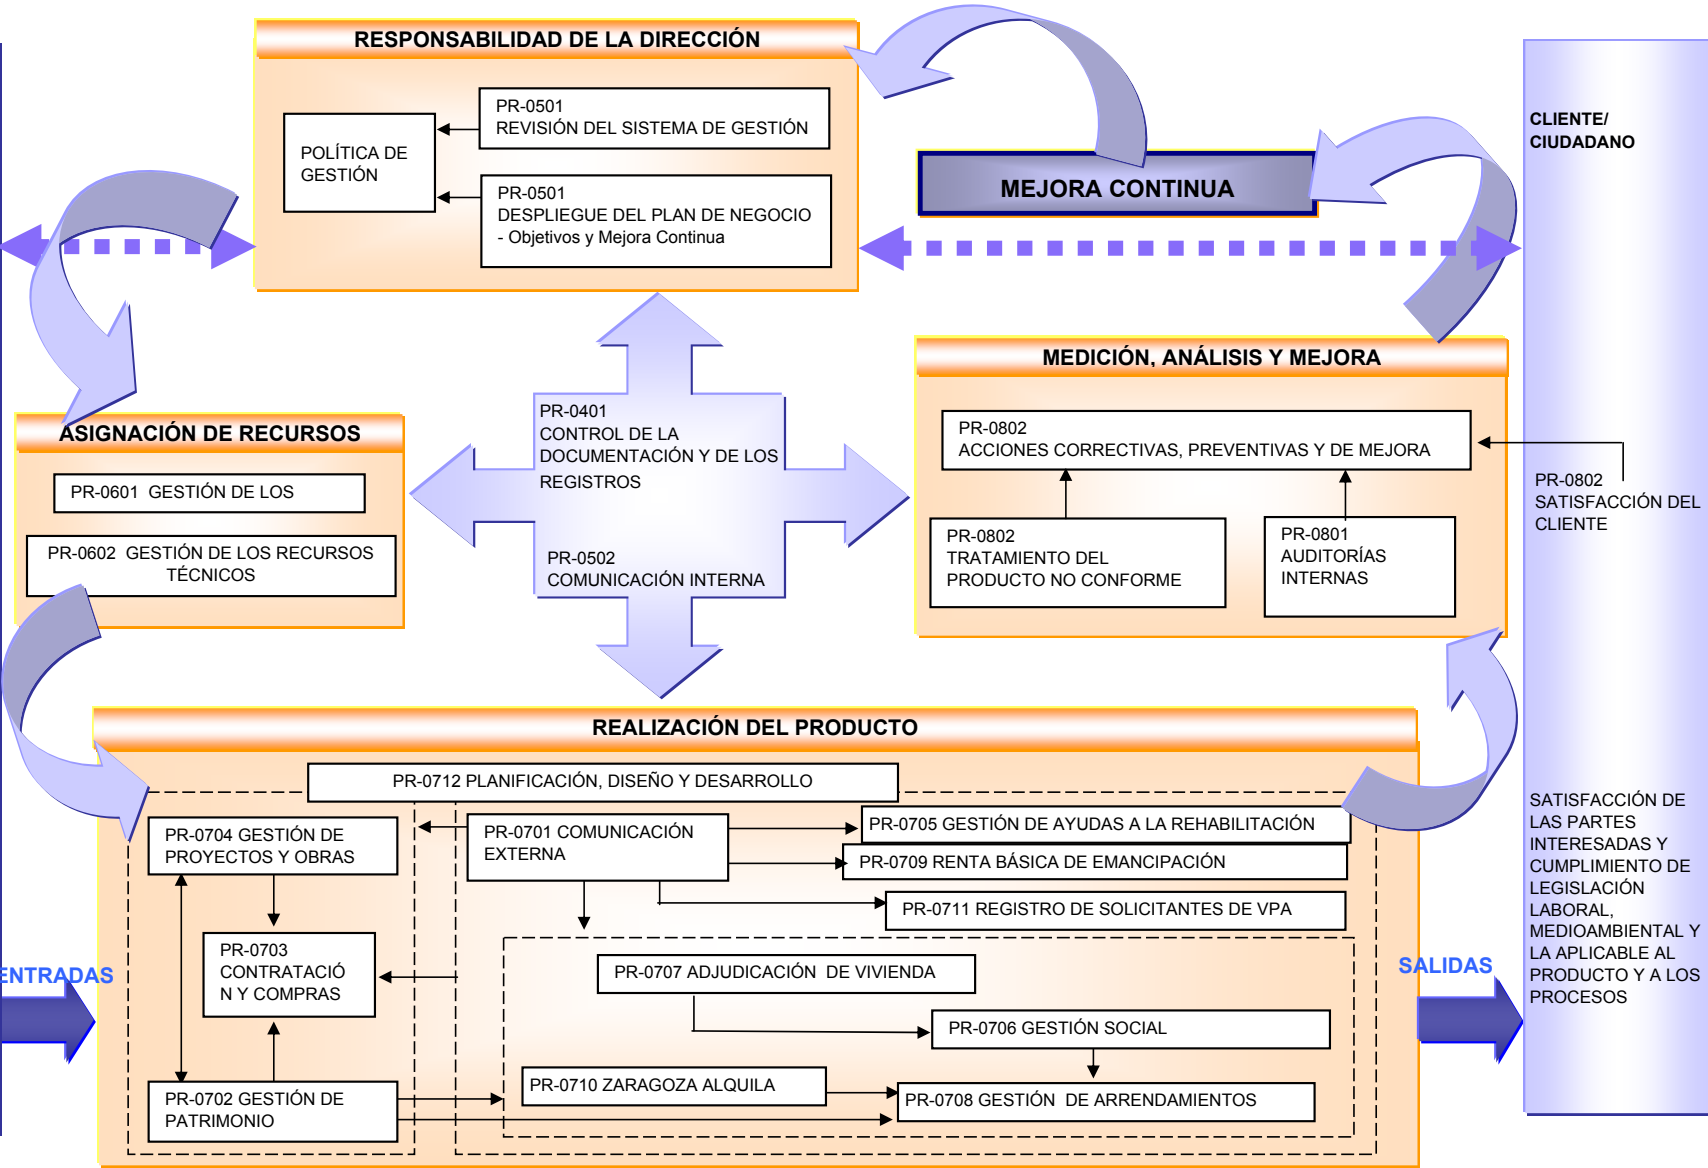 RESPONSABILIDAD DE LA DIRECCIÓN
PR-0501
REVISIÓN DEL SISTEMA DE GESTIÓN
POLÍTICA DE
GESTIÓN
PR-0501
DESPLIEGUE DEL PLAN DE NEGOCIO
- Objetivos y Mejora Continua
MEJORA CONTINUA
CLIENTE/
CIUDADANO
MEDICIÓN, ANÁLISIS Y MEJORA
PR-0802
ACCIONES CORRECTIVAS, PREVENTIVAS Y DE MEJORA
PR-0802
TRATAMIENTO DEL
PRODUCTO NO CONFORME
PR-0801
AUDITORÍAS
INTERNAS
PR-0802
SATISFACCIÓN DEL
CLIENTE
ASIGNACIÓN DE RECURSOS
PR-0601 GESTIÓN DE LOS
PR-0602 GESTIÓN DE LOS RECURSOS
TÉCNICOS
PR-0401
CONTROL DE LA
DOCUMENTACIÓN Y DE LOS
REGISTROS
PR-0502
COMUNICACIÓN INTERNA
REALIZACIÓN DEL PRODUCTO
PR-0712 PLANIFICACIÓN, DISEÑO Y DESARROLLO
PR-0704 GESTIÓN DE
PROYECTOS Y OBRAS
PR-0701 COMUNICACIÓN
EXTERNA
PR-0705 GESTIÓN DE AYUDAS A LA REHABILITACIÓN
PR-0709 RENTA BÁSICA DE EMANCIPACIÓN
PR-0711 REGISTRO DE SOLICITANTES DE VPA
PR-0703
CONTRATACIÓ
N Y COMPRAS
PR-0707 ADJUDICACIÓN DE VIVIENDA
PR-0706 GESTIÓN SOCIAL
PR-0710 ZARAGOZA ALQUILA
PR-0708 GESTIÓN DE ARRENDAMIENTOS
PR-0702 GESTIÓN DE
PATRIMONIO
ENTRADAS
SALIDAS
SATISFACCIÓN DE
LAS PARTES
INTERESADAS Y
CUMPLIMIENTO DE
LEGISLACIÓN
LABORAL,
MEDIOAMBIENTAL Y
LA APLICABLE AL
PRODUCTO Y A LOS
PROCESOS